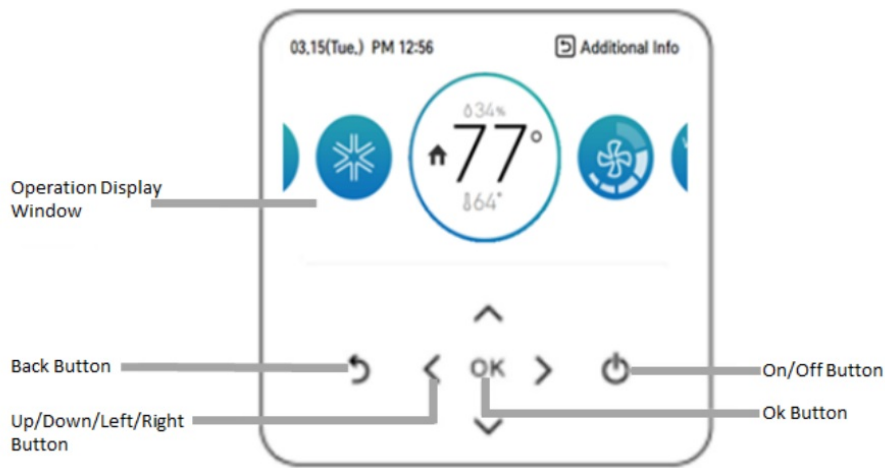 03.15(Tue.) PM 12:56
Additional Info
34%
77°
64°
Operation Display
Window
Back Button
OK
On/Off Button
Up/Down/Left/Right
Button
Ok Button